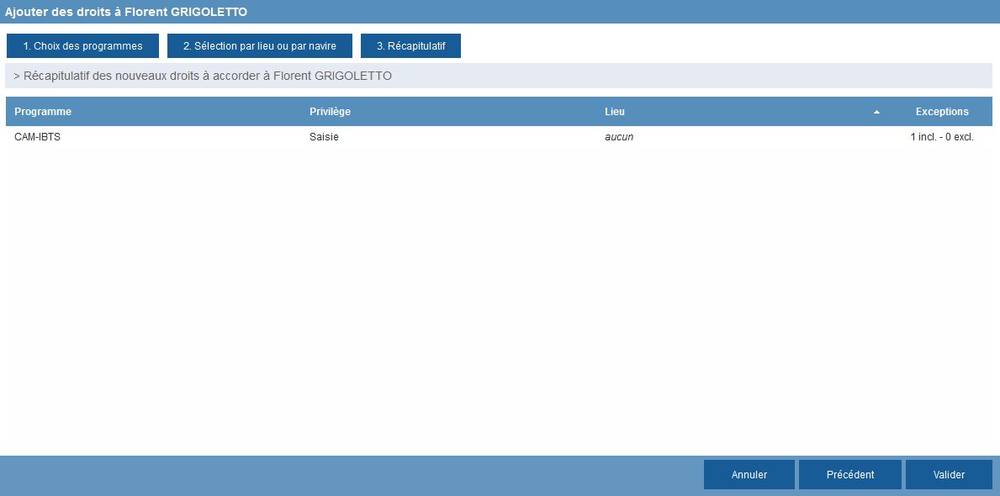 Ajouter des droits à Florent GRIGOLETTO
1. Choix des programmes 2. Sélection par lieu ou par navire 3. Récapitulatif
> Récapitulatif des nouveaux droits à accorder à Florent GRIGOLETTO
Programme Privilège Lieu Exceptions
CAM-IBTS Saisie aucun 1 incl. - 0 excl.
Annuler Précédent Valider